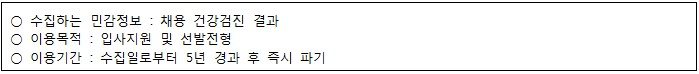 ○ 수집하는 민감정보 : 채용 건강검진 결과
○ 이용목적 : 입사지원 및 선발전형
○ 이용기간 : 수집일로부터 5년 경과 후 즉시 파기